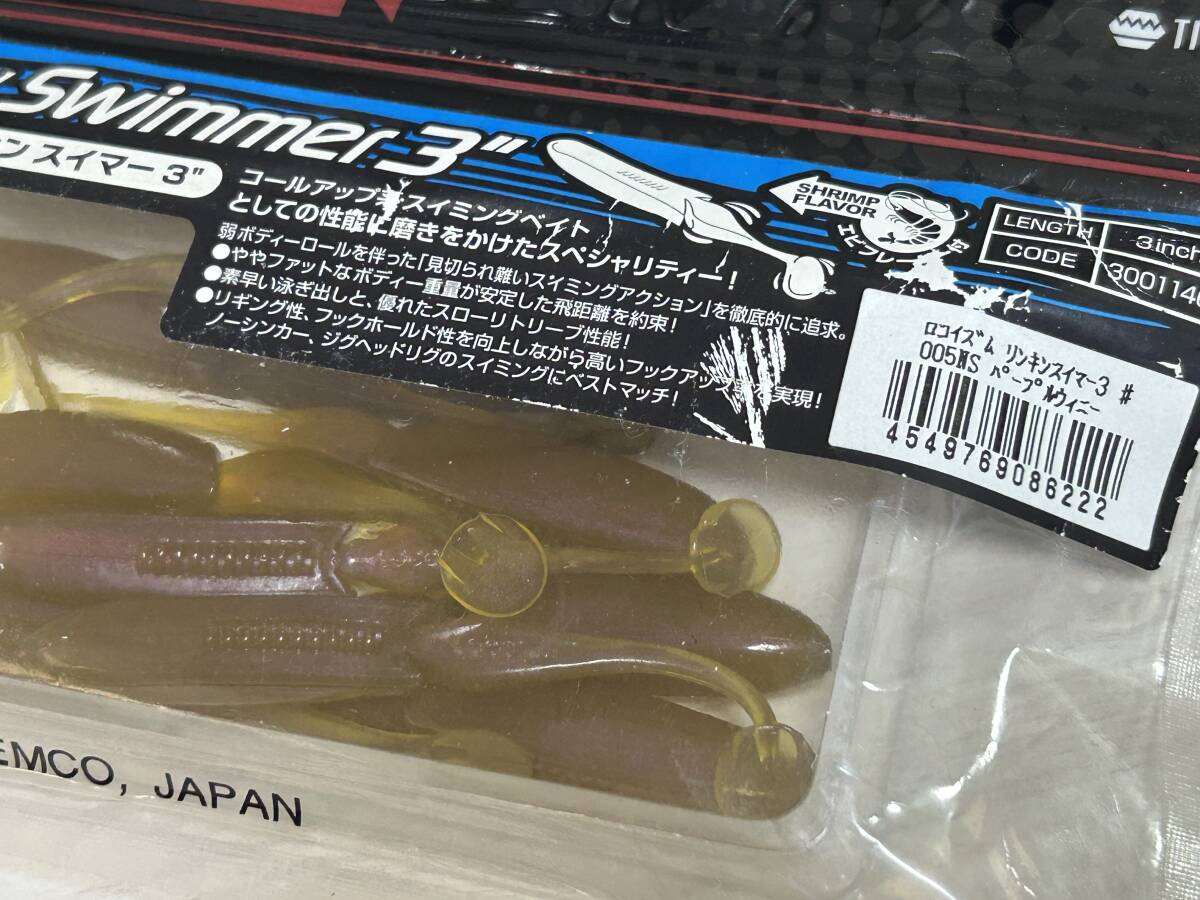 TI
Swimmer 3"
ン スイマー 3"
コールアップ系スイミングベイト
としての性能に磨きをかけたスペシャリティー！
弱ボディーロールを伴った「見切られ難いスイミングアクション」を徹底的に追求。
●ややファットなボディー重量が安定した飛距離を約束！
●素早い泳ぎ出しと、優れたスローリトリーブ性能！
●リギング性、フックホールド性を向上しながら高いフックアップ率を実現！
ノーシンカー、ジグヘッドリグのスイミングにベストマッチ！
SHRIMP
FLAVOR
エビフレー
LENGTH 3inch
CODE 300114
ロコイズム リンキンスイマー3 #
005WS パープルウィニー
4549769086222
EMCO, JAPAN